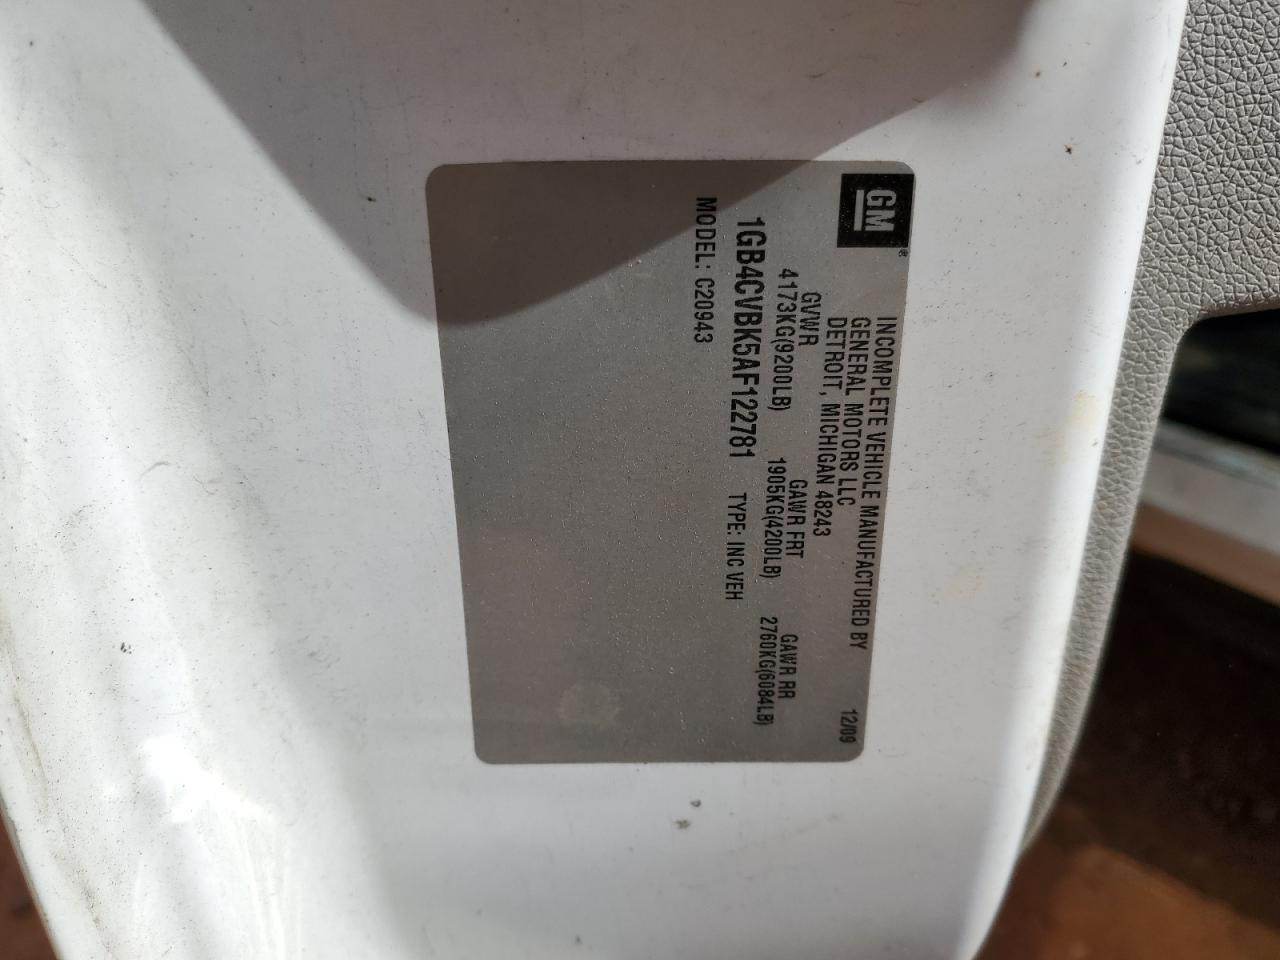 GM®
INCOMPLETE VEHICLE MANUFACTURED BY
GENERAL MOTORS LLC 12/09
DETROIT, MICHIGAN 48243
GVWR GAWR FRT GAWR RR
4173KG(9200LB) 1905KG(4200LB) 2760KG(6084LB)
1GB4CVBK5AF122781 TYPE: INC VEH
MODEL: C20943